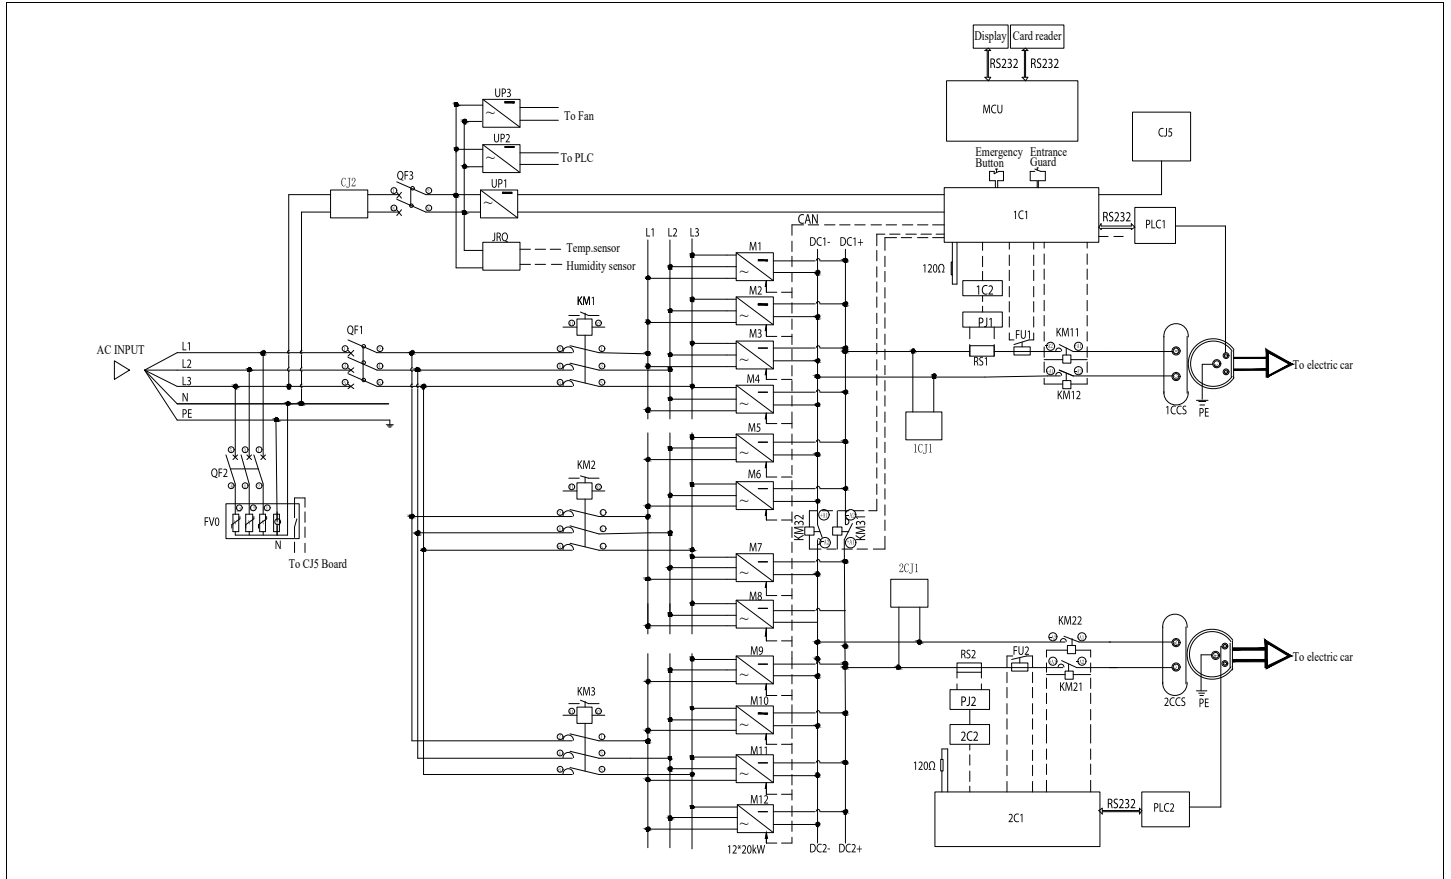 Display
Card reader
RS232
RS232
MCU
UP3
To Fan
UP2
To PLC
UP1
CJ5
Emergency
Button
Entrance
Guard
CJ2
QF3
JRQ
Temp.sensor
Humidity sensor
1C1
RS232
PLC1
CAN
L1
L2
L3
DC1-
DC1+
120Ω
1C2
PJ1
RS1
FU1
KM11
KM12
M1
M2
M3
M4
M5
M6
M7
M8
M9
M10
M11
M12
12*20kW
KM1
KM2
KM3
QF1
AC INPUT
L1
L2
L3
N
PE
QF2
FV0
N
To CJ5 Board
1CJ1
1CCS
PE
To electric car
KM32
KM31
2CJ1
KM22
RS2
FU2
KM21
PJ2
2C2
120Ω
2CCS
PE
To electric car
2C1
RS232
PLC2
DC2-
DC2+